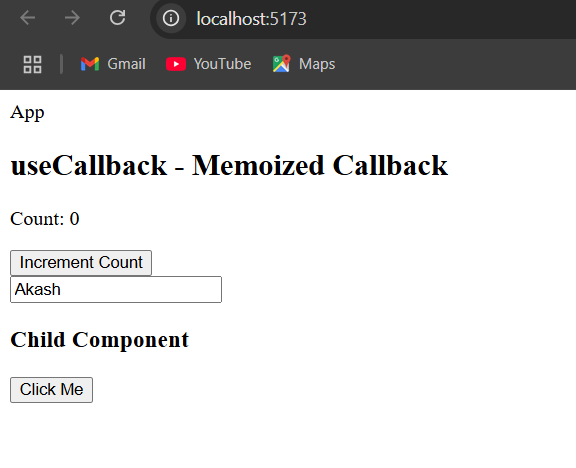 localhost:5173
Gmail YouTube Maps
App
useCallback - Memoized Callback
Count: 0
Increment Count
Akash
Child Component
Click Me